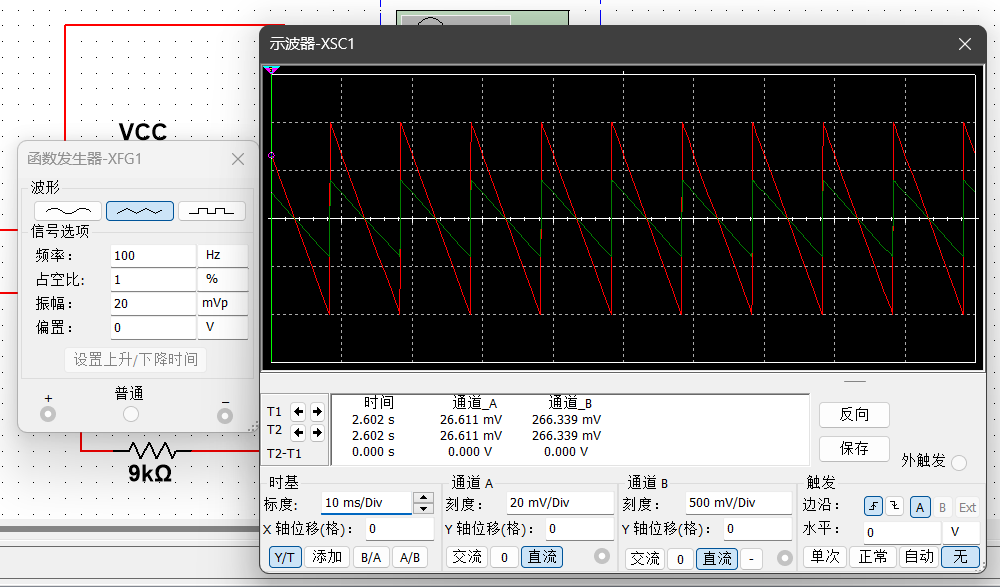 示波器-XSC1
VCC
函数发生器-XFG1
波形
信号选项
频率： 100 Hz
占空比: 1 %
振幅： 20 mVp
偏置： 0 V
设置上升/下降时间
+ 普通 −
9kΩ
时间 通道_A 通道_B
T1 2.602 s 26.611 mV 266.339 mV
T2 2.602 s 26.611 mV 266.339 mV
T2-T1 0.000 s 0.000 V 0.000 V
反向
保存
外触发
时基 通道 A 通道 B 触发
标度： 10 ms/Div 刻度： 20 mV/Div 刻度： 500 mV/Div 边沿： A B Ext
X 轴位移(格)： 0 Y 轴位移(格)： 0 Y 轴位移(格)： 0 水平： 0 V
Y/T 添加 B/A A/B 交流 0 直流 交流 0 直流 - 单次 正常 自动 无